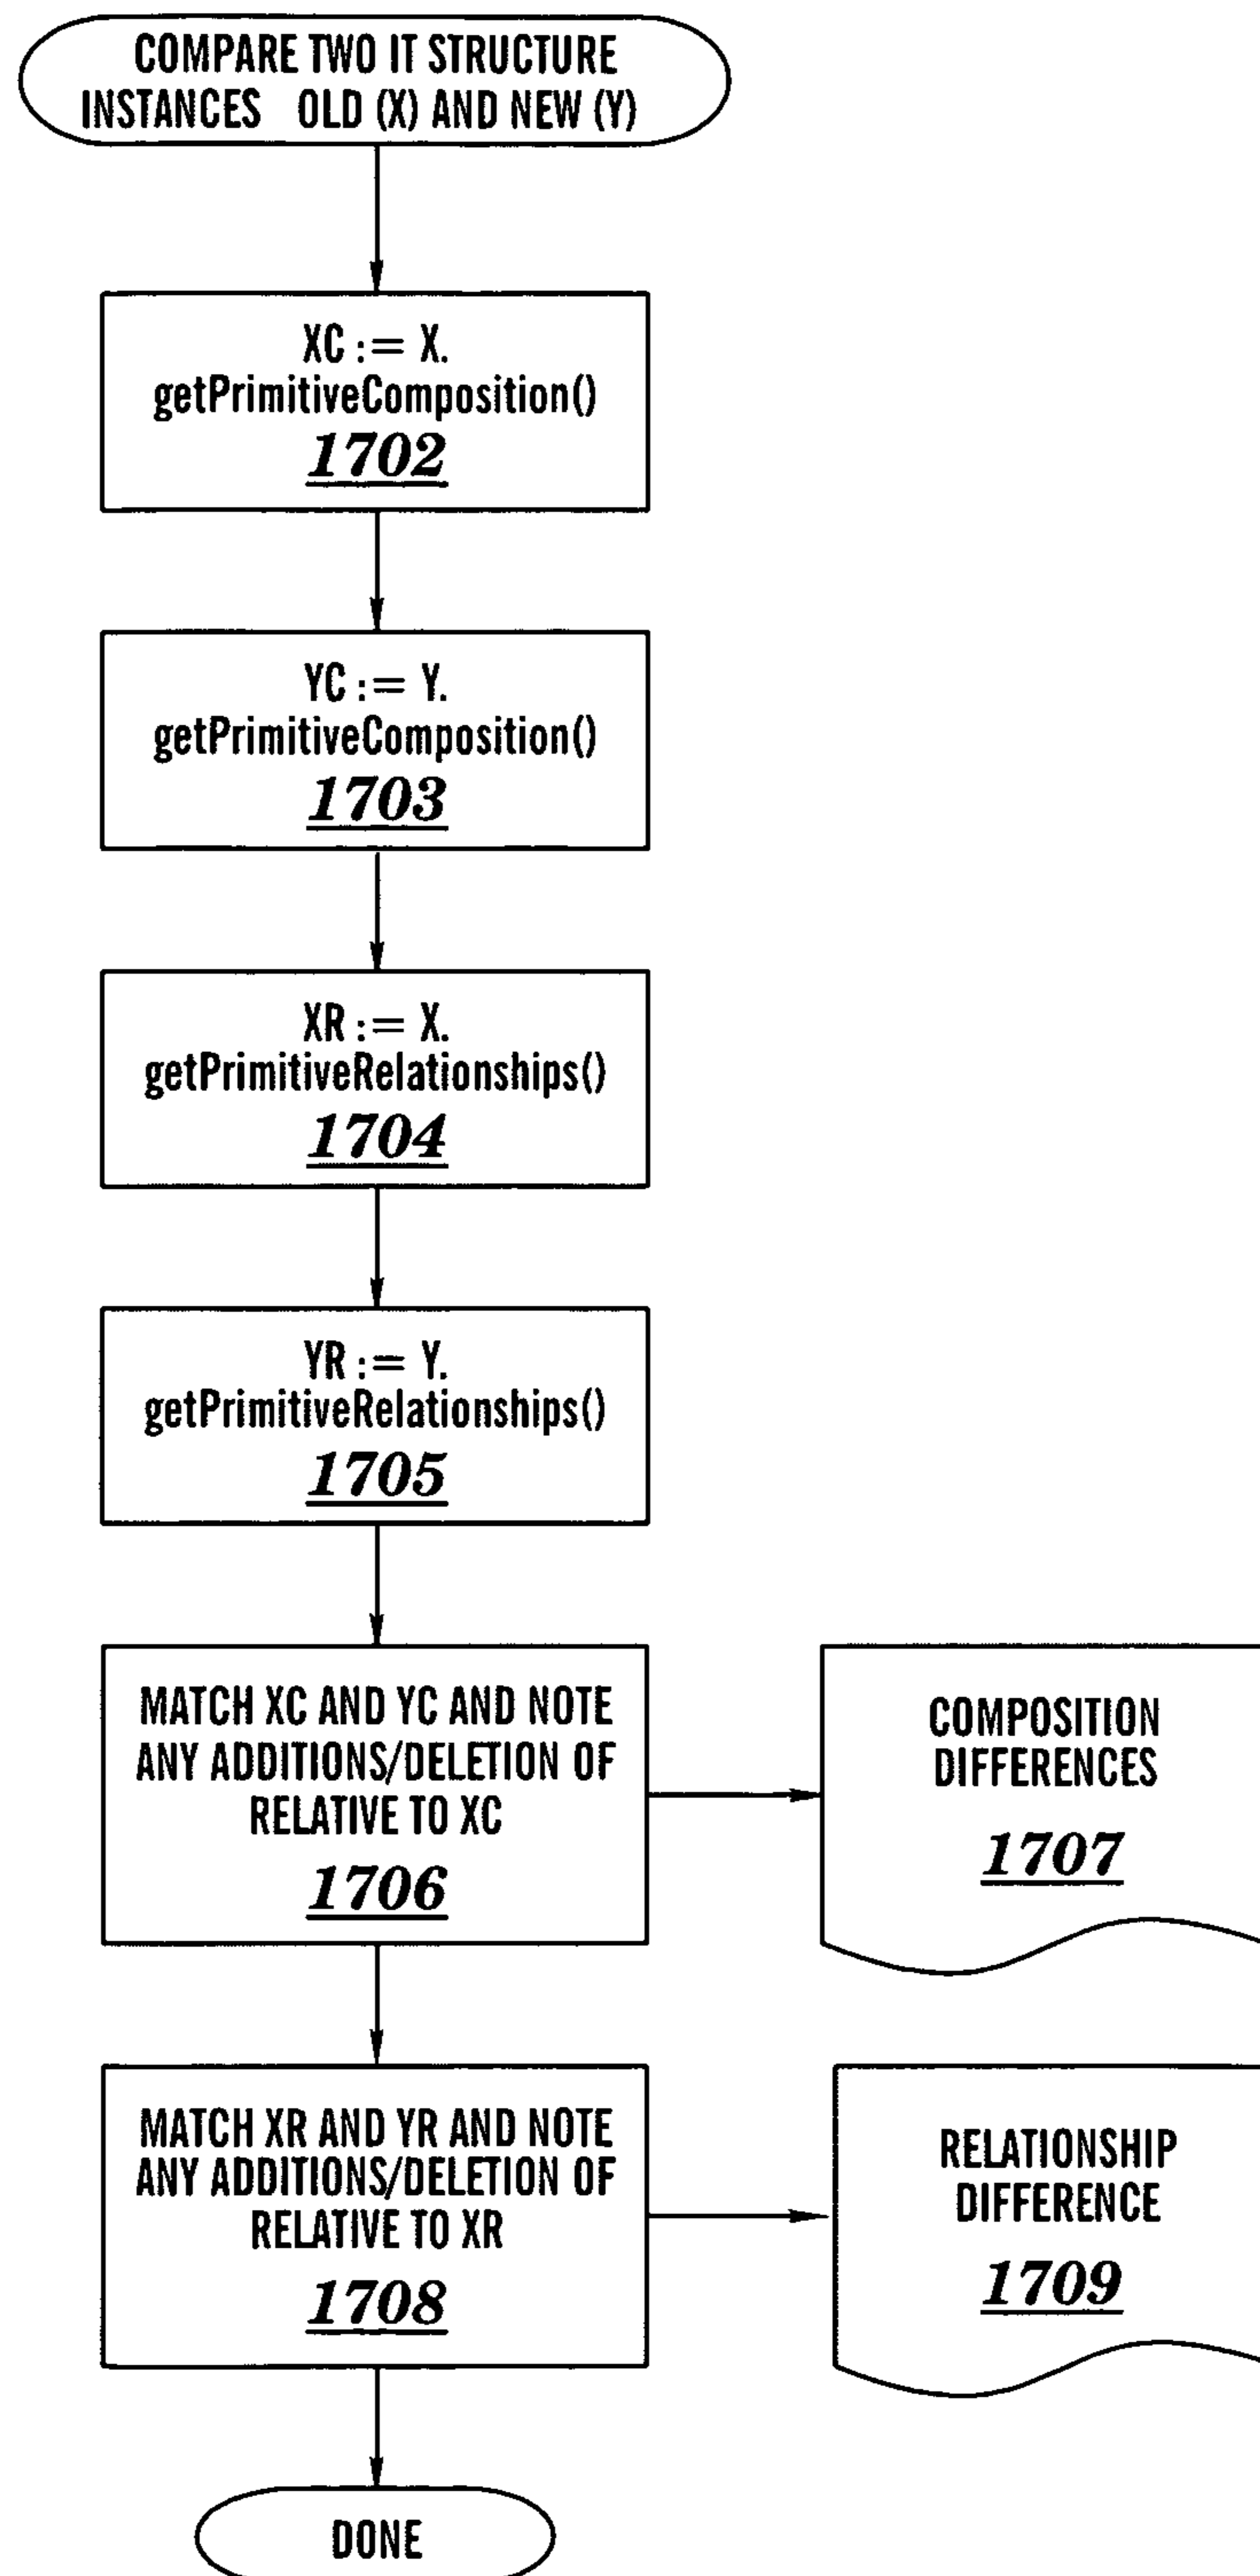 COMPARE TWO IT STRUCTURE
INSTANCES OLD (X) AND NEW (Y)
XC := X.
getPrimitiveComposition()
1702
YC := Y.
getPrimitiveComposition()
1703
XR := X.
getPrimitiveRelationships()
1704
YR := Y.
getPrimitiveRelationships()
1705
MATCH XC AND YC AND NOTE
ANY ADDITIONS/DELETION OF
RELATIVE TO XC
1706
COMPOSITION
DIFFERENCES
1707
MATCH XR AND YR AND NOTE
ANY ADDITIONS/DELETION OF
RELATIVE TO XR
1708
RELATIONSHIP
DIFFERENCE
1709
DONE